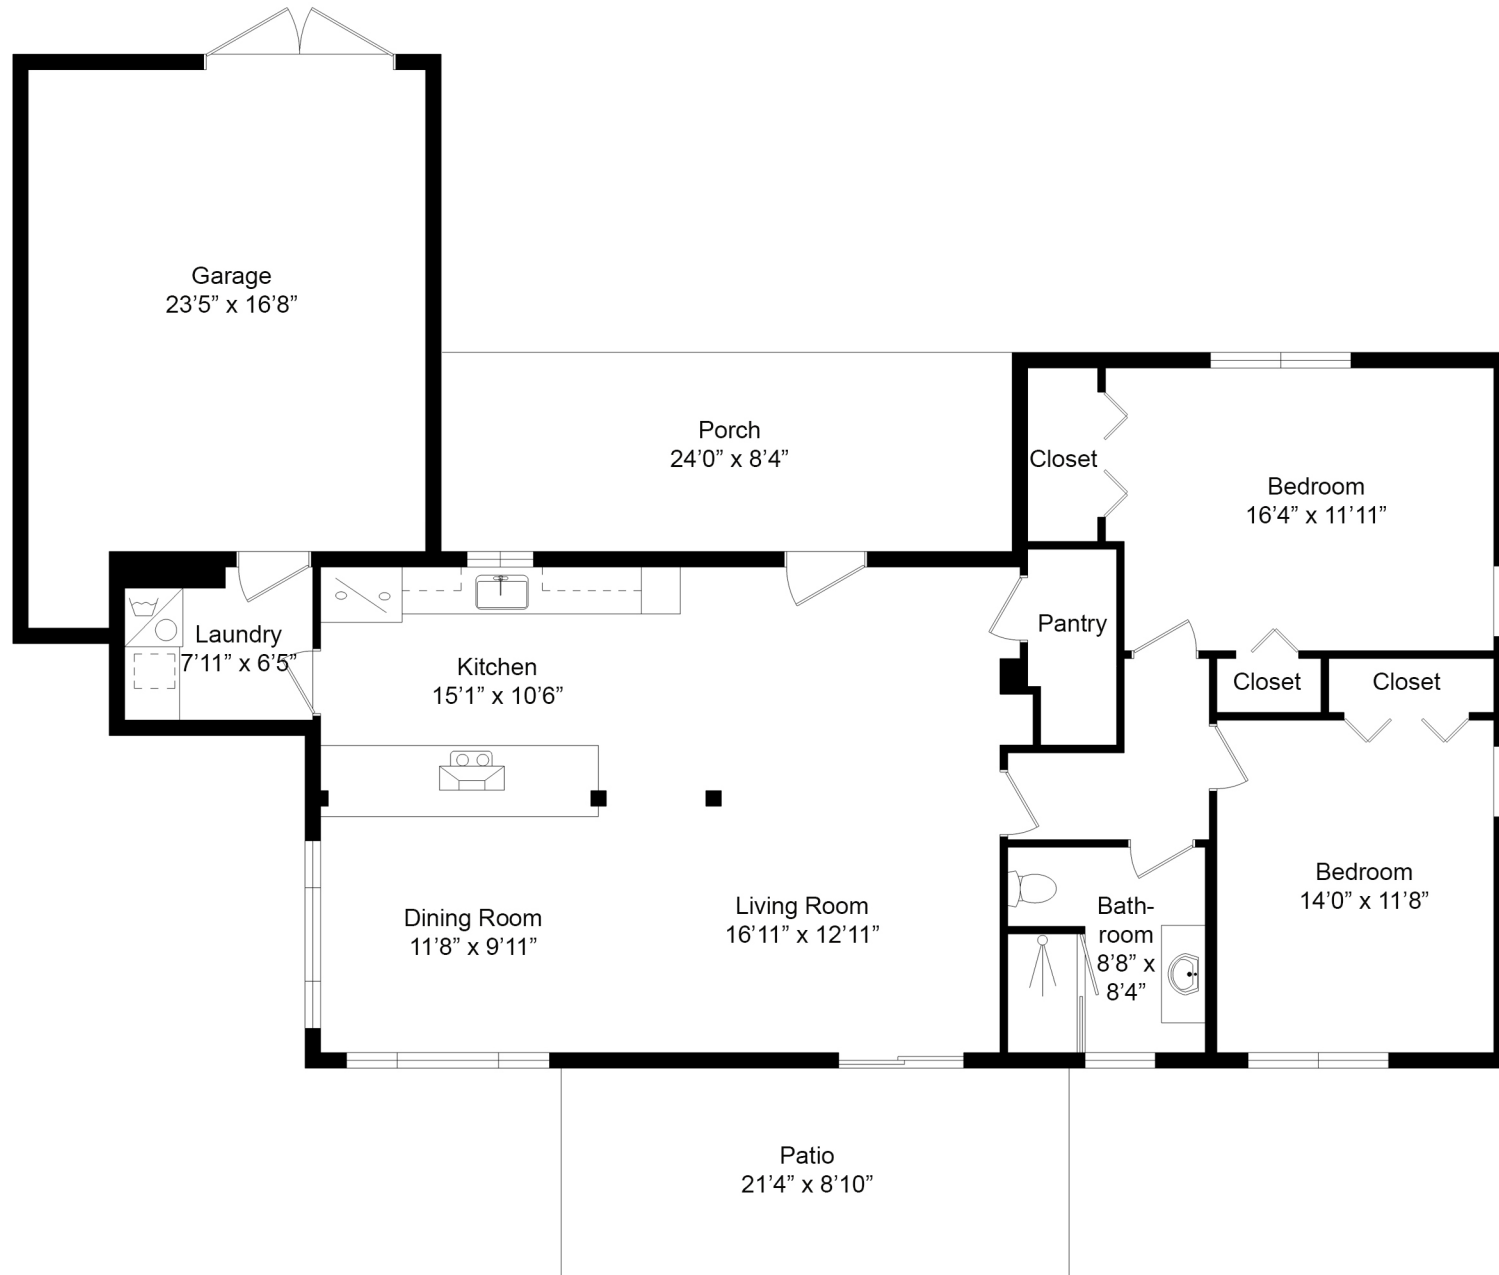 Garage
23’5” x 16’8”
Porch
24’0” x 8’4”
Closet
Bedroom
16’4” x 11’11”
Pantry
Laundry
7’11” x 6’5”
Kitchen
15’1” x 10’6”
Closet
Closet
Dining Room
11’8” x 9’11”
Living Room
16’11” x 12’11”
Bath-
room
8’8” x
8’4”
Bedroom
14’0” x 11’8”
Patio
21’4” x 8’10”